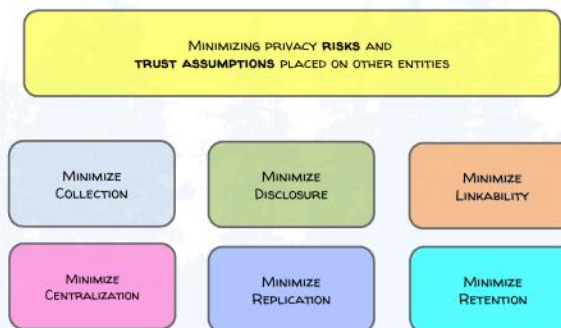 Minimizing privacy risks and
trust assumptions placed on other entities
Minimize
Collection
Minimize
Disclosure
Minimize
Linkability
Minimize
Centralization
Minimize
Replication
Minimize
Retention